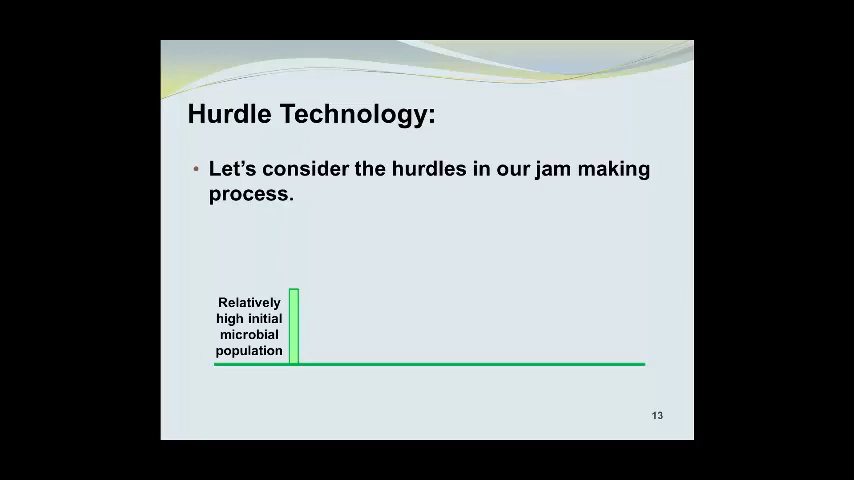 Hurdle Technology:
• Let’s consider the hurdles in our jam making
process.
Relatively
high initial
microbial
population
13